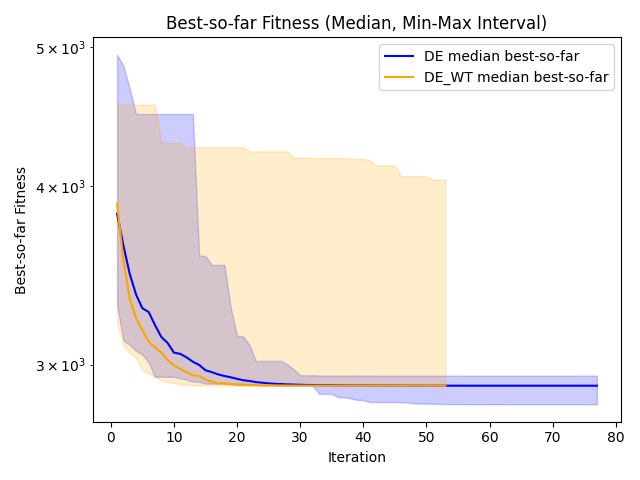 Best-so-far Fitness (Median, Min-Max Interval)
DE median best-so-far
DE_WT median best-so-far
5 × 10³
4 × 10³
3 × 10³
Best-so-far Fitness
0 10 20 30 40 50 60 70 80
Iteration